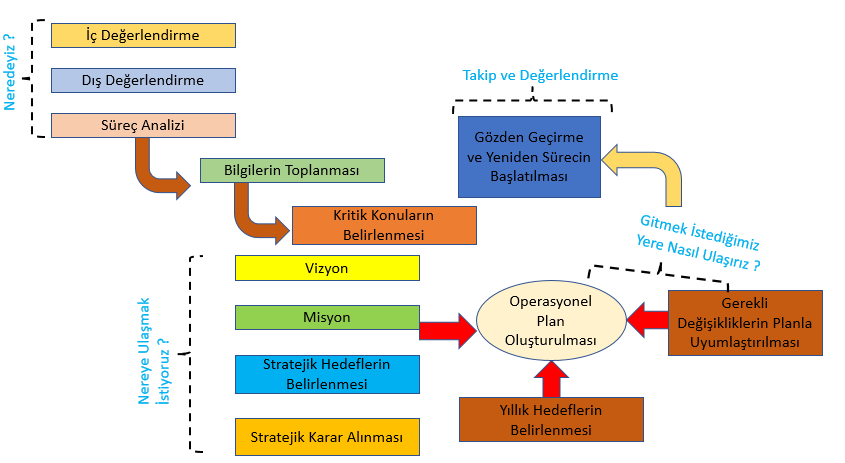 Neredeyiz ?
İç Değerlendirme
Dış Değerlendirme
Süreç Analizi
Bilgilerin Toplanması
Kritik Konuların
Belirlenmesi
Nereye Ulaşmak
İstiyoruz ?
Vizyon
Misyon
Stratejik Hedeflerin
Belirlenmesi
Stratejik Karar Alınması
Takip ve Değerlendirme
Gözden Geçirme
ve Yeniden Sürecin
Başlatılması
Gitmek İstediğimiz
Yere Nasıl Ulaşırız ?
Operasyonel
Plan
Oluşturulması
Gerekli
Değişikliklerin Planla
Uyumlaştırılması
Yıllık Hedeflerin
Belirlenmesi